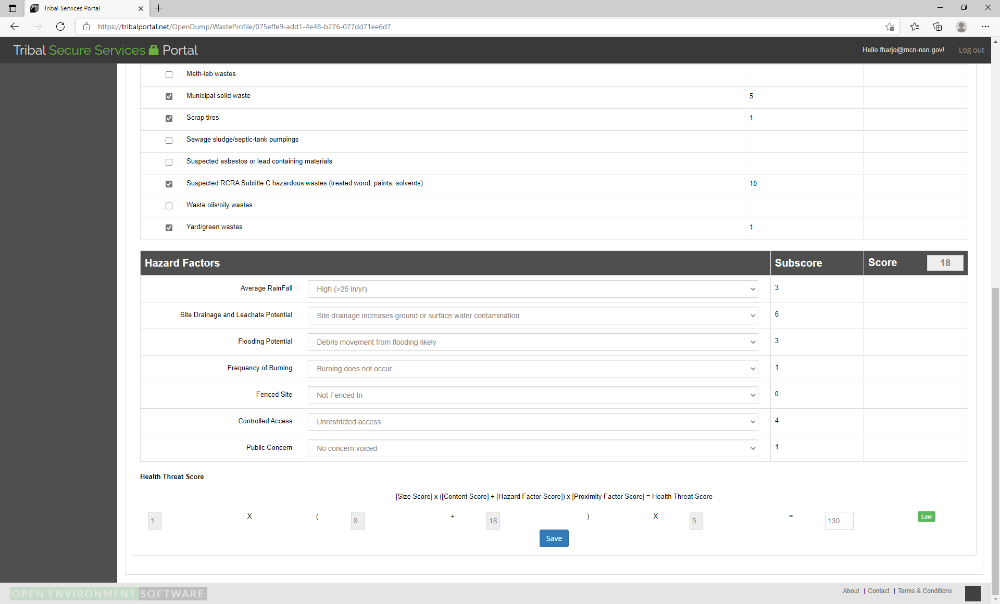 Tribal Services Portal
https://tribalportal.net/OpenDump/WasteProfile/075effe9-add1-4e48-b276-077dd71ee6d7
Tribal Secure Services Portal
Hello fharjo@mcn-nsn.gov!
Log out
Meth-lab wastes
Municipal solid waste 5
Scrap tires 1
Sewage sludge/septic-tank pumpings
Suspected asbestos or lead containing materials
Suspected RCRA Subtitle C hazardous wastes (treated wood, paints, solvents) 10
Waste oils/oily wastes
Yard/green wastes 1
Hazard Factors Subscore Score 18
Average RainFall High (>25 in/yr) 3
Site Drainage and Leachate Potential Site drainage increases ground or surface water contamination 6
Flooding Potential Debris movement from flooding likely 3
Frequency of Burning Burning does not occur 1
Fenced Site Not Fenced In 0
Controlled Access Unrestricted access 4
Public Concern No concern voiced 1
Health Threat Score
[Size Score] x ([Content Score] + [Hazard Factor Score]) x [Proximity Factor Score] = Health Threat Score
1 X ( 8 + 18 ) X 5 = 130 Low
Save
OPEN ENVIRONMENT SOFTWARE
About | Contact | Terms & Conditions